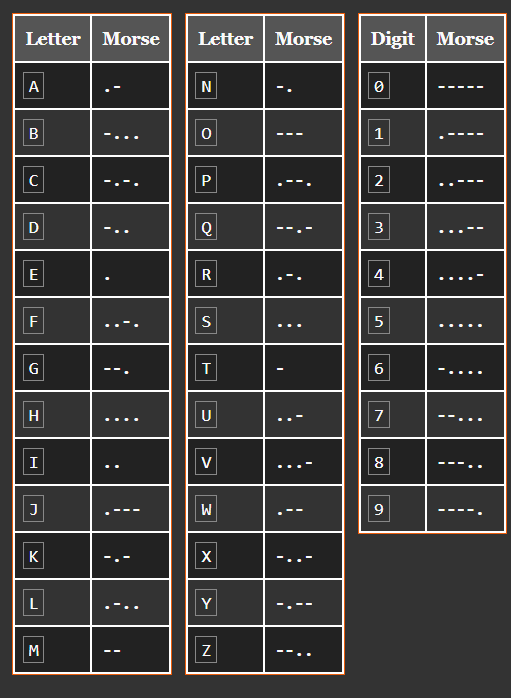 Letter Morse Letter Morse Digit Morse
A .- N -. 0 -----
B -... O --- 1 .----
C -.-. P .--. 2 ..---
D -.. Q --.- 3 ...--
E . R .-. 4 ....-
F ..-. S ... 5 .....
G --. T - 6 -....
H .... U ..- 7 --...
I .. V ...- 8 ---..
J .--- W .-- 9 ----.
K -.- X -..-
L .-.. Y -.--
M -- Z --..